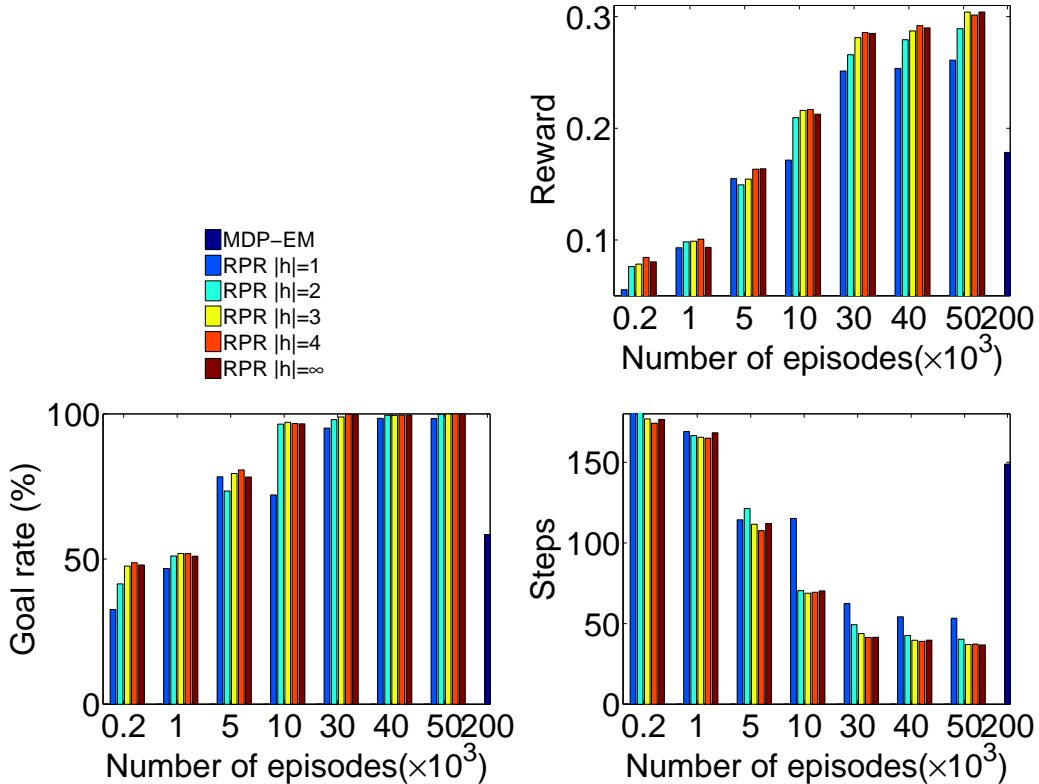 0.3
0.2
0.1
Reward
0.2 1 5 10 30 40 50 200
Number of episodes(×10³)
MDP−EM
RPR |h|=1
RPR |h|=2
RPR |h|=3
RPR |h|=4
RPR |h|=∞
100
50
0
Goal rate (%)
0.2 1 5 10 30 40 50 200
Number of episodes(×10³)
150
100
50
0
Steps
0.2 1 5 10 30 40 50 200
Number of episodes(×10³)